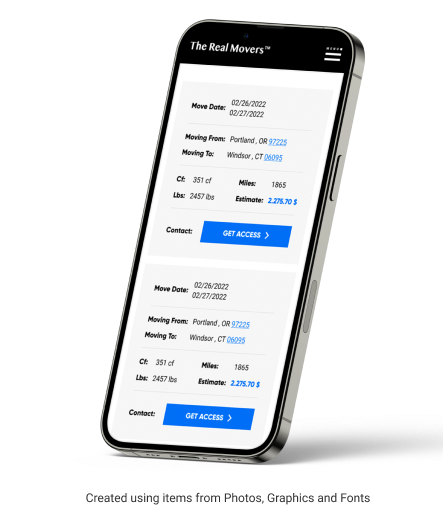 The Real Movers™
MENU
Move Date: 02/26/2022
02/27/2022
Moving From: Portland , OR 97225
Moving To: Windsor , CT 06095
Cf: 351 cf Miles: 1865
Lbs: 2457 lbs Estimate: 2.275.70 $
Contact: GET ACCESS >
Move Date: 02/26/2022
02/27/2022
Moving From: Portland , OR 97225
Moving To: Windsor , CT 06095
Cf: 351 cf Miles: 1865
Lbs: 2457 lbs Estimate: 2.275.70 $
Contact: GET ACCESS >
Created using items from Photos, Graphics and Fonts